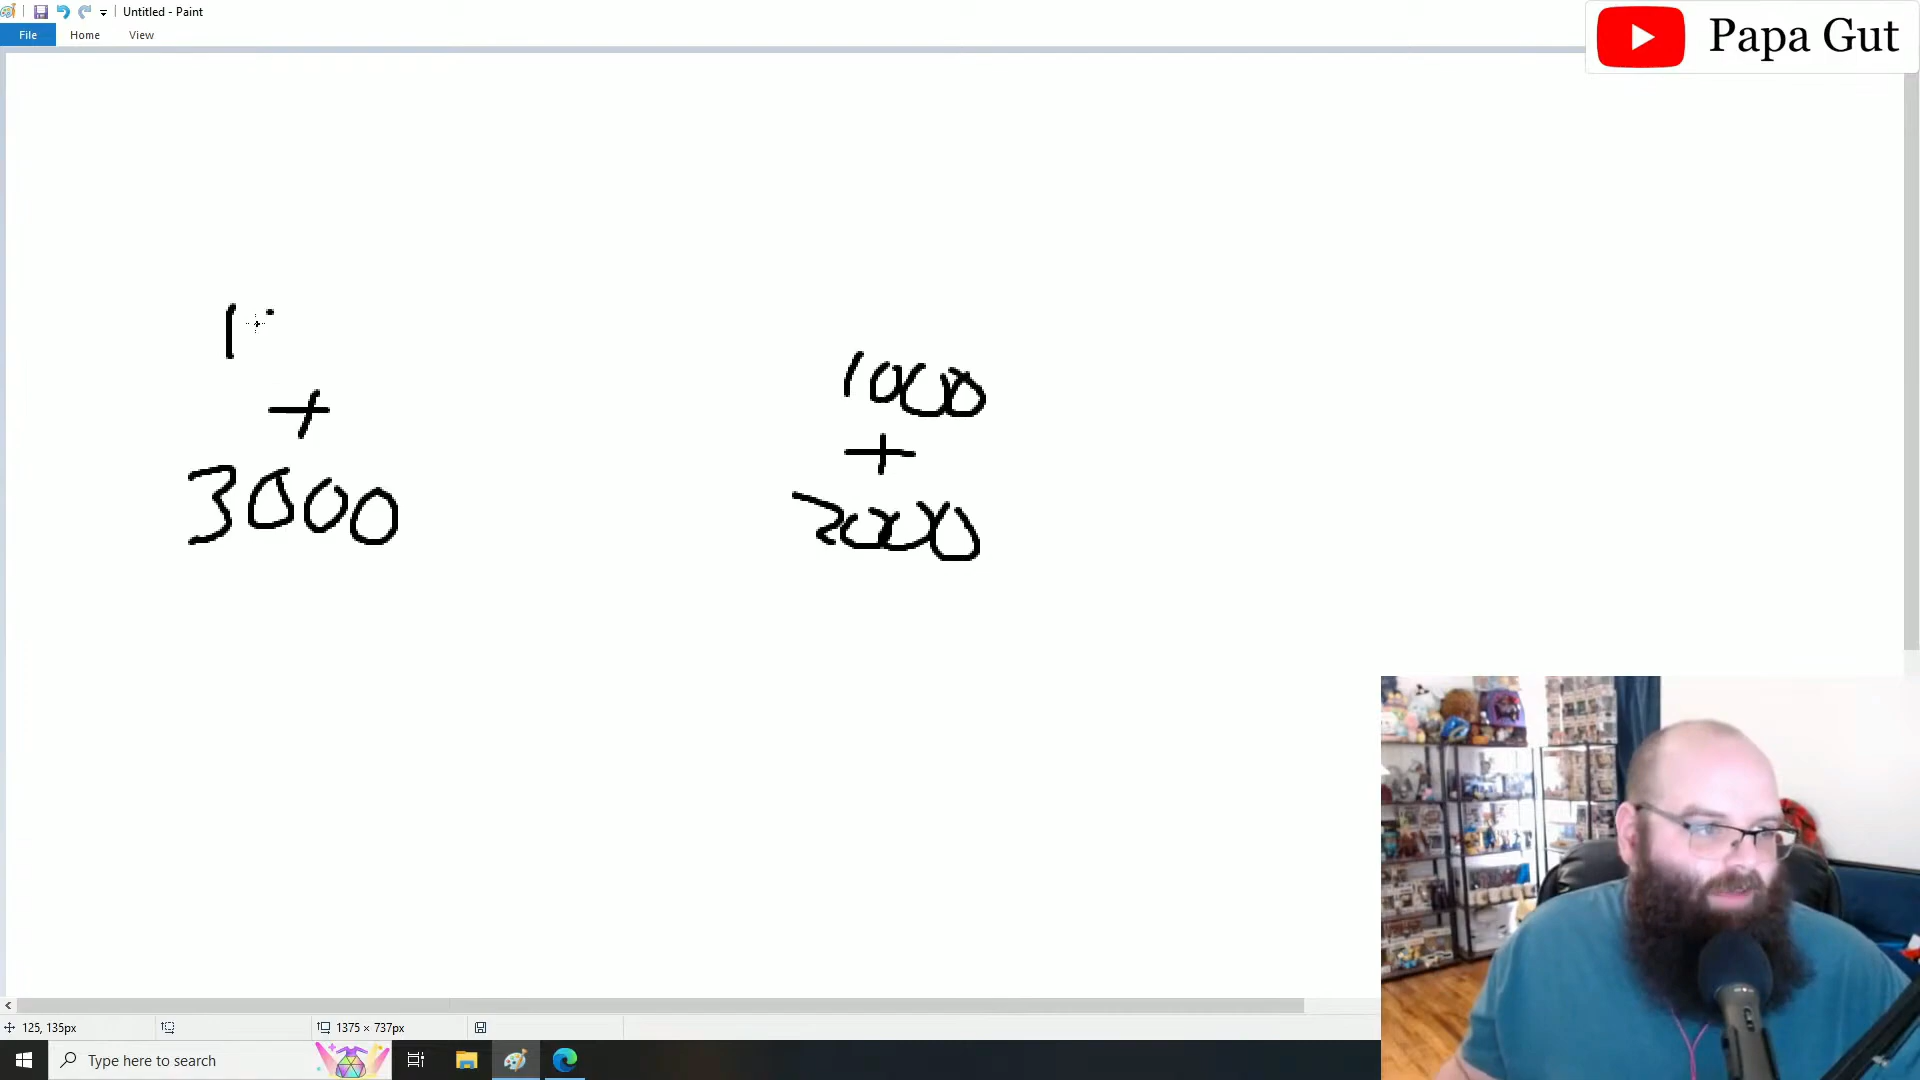 Untitled - Paint
File Home View
Papa Gut
1
+
3000
1000
+
2000
125, 135px
1375 × 737px
Type here to search